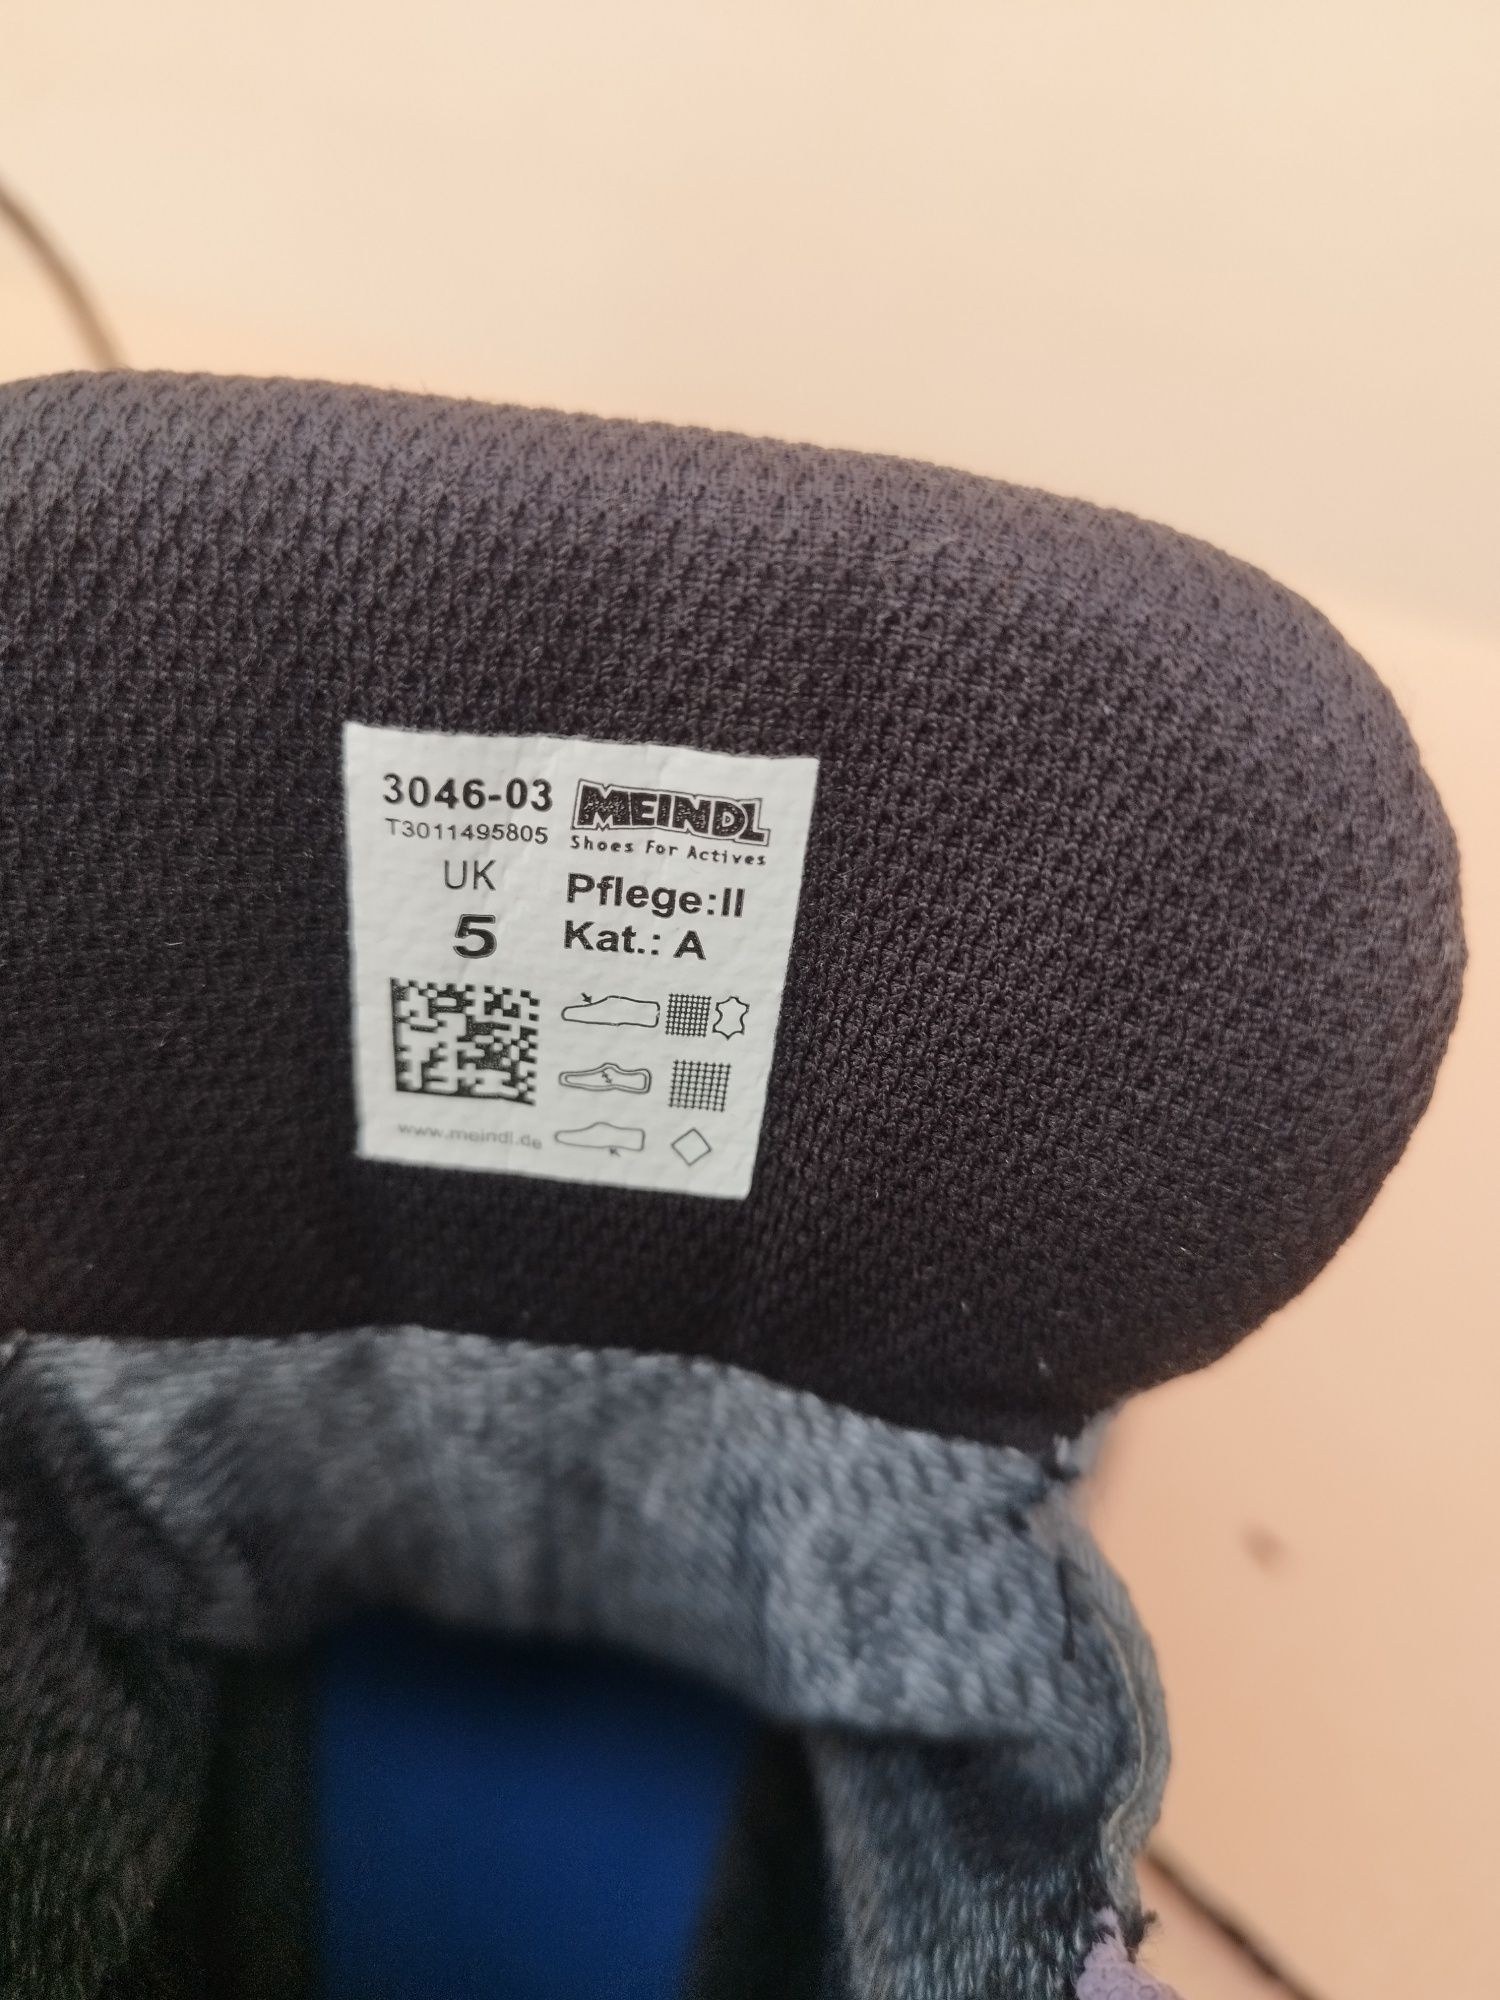 3046-03
T3011495805
UK
5
MEINDL
Shoes For Actives
Pflege:II
Kat.: A
www.meindl.de